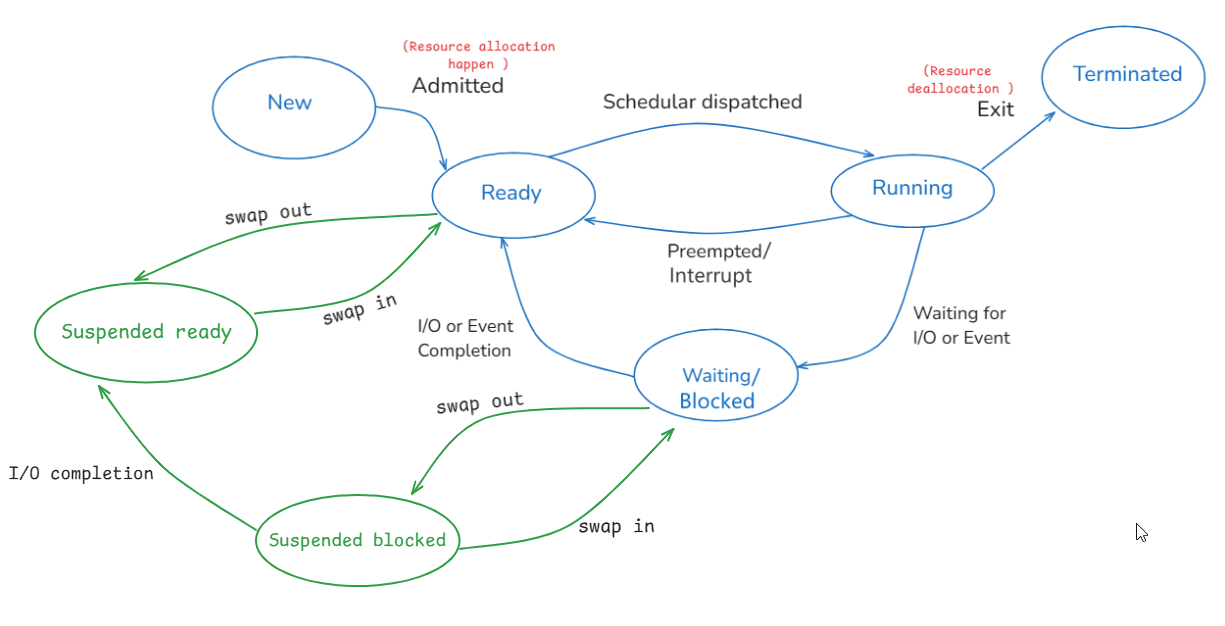 (Resource allocation
happen )
Admitted
New
Schedular dispatched
(Resource
deallocation )
Exit
Terminated
Ready
Running
swap out
Preempted/
Interrupt
swap in
Suspended ready
I/O or Event
Completion
Waiting for
I/O or Event
Waiting/
Blocked
swap out
I/O completion
Suspended blocked
swap in